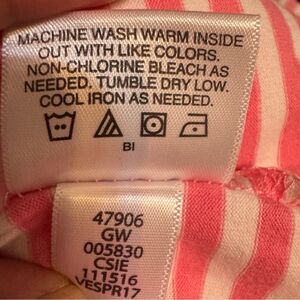 MACHINE WASH WARM INSIDE
OUT WITH LIKE COLORS.
NON-CHLORINE BLEACH AS
NEEDED. TUMBLE DRY LOW.
COOL IRON AS NEEDED.
BI
47906
GW
005830
CSIE
111516
VESPR17